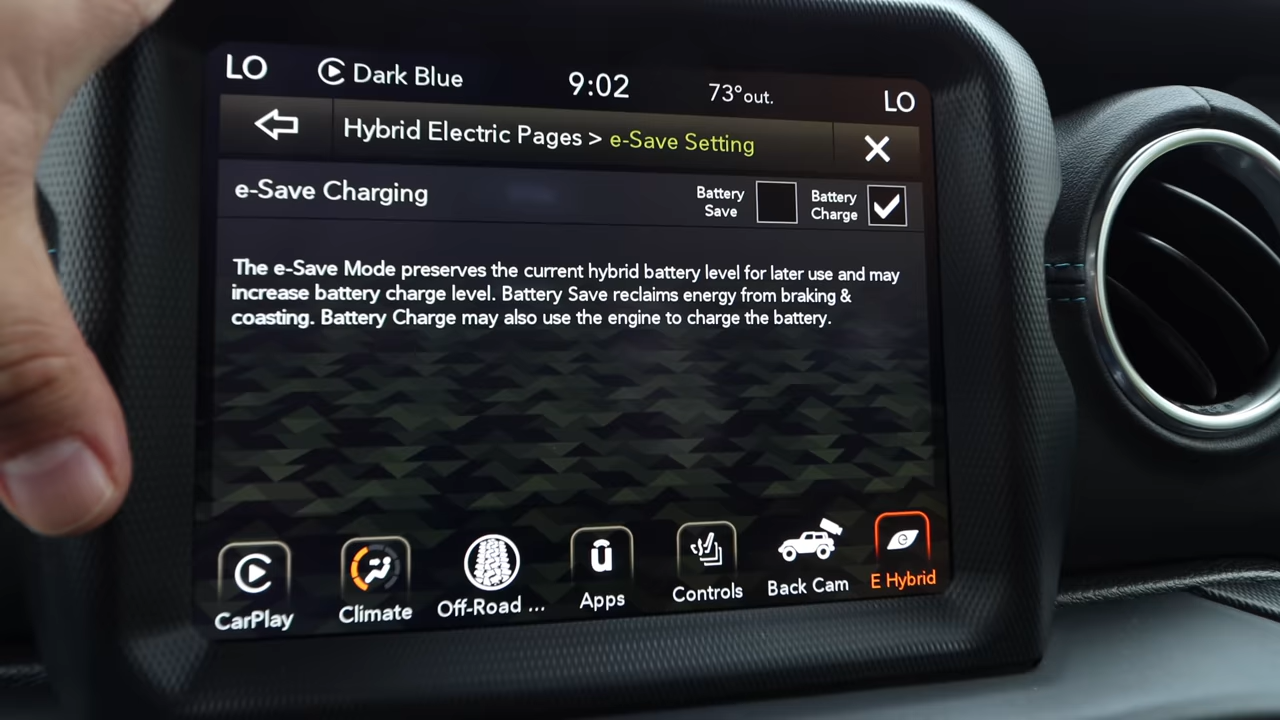 LO Dark Blue 9:02 73°out. LO
Hybrid Electric Pages > e-Save Setting
e-Save Charging
Battery
Save
Battery
Charge
The e-Save Mode preserves the current hybrid battery level for later use and may
increase battery charge level. Battery Save reclaims energy from braking &
coasting. Battery Charge may also use the engine to charge the battery.
CarPlay Climate Off-Road ... Apps Controls Back Cam E Hybrid